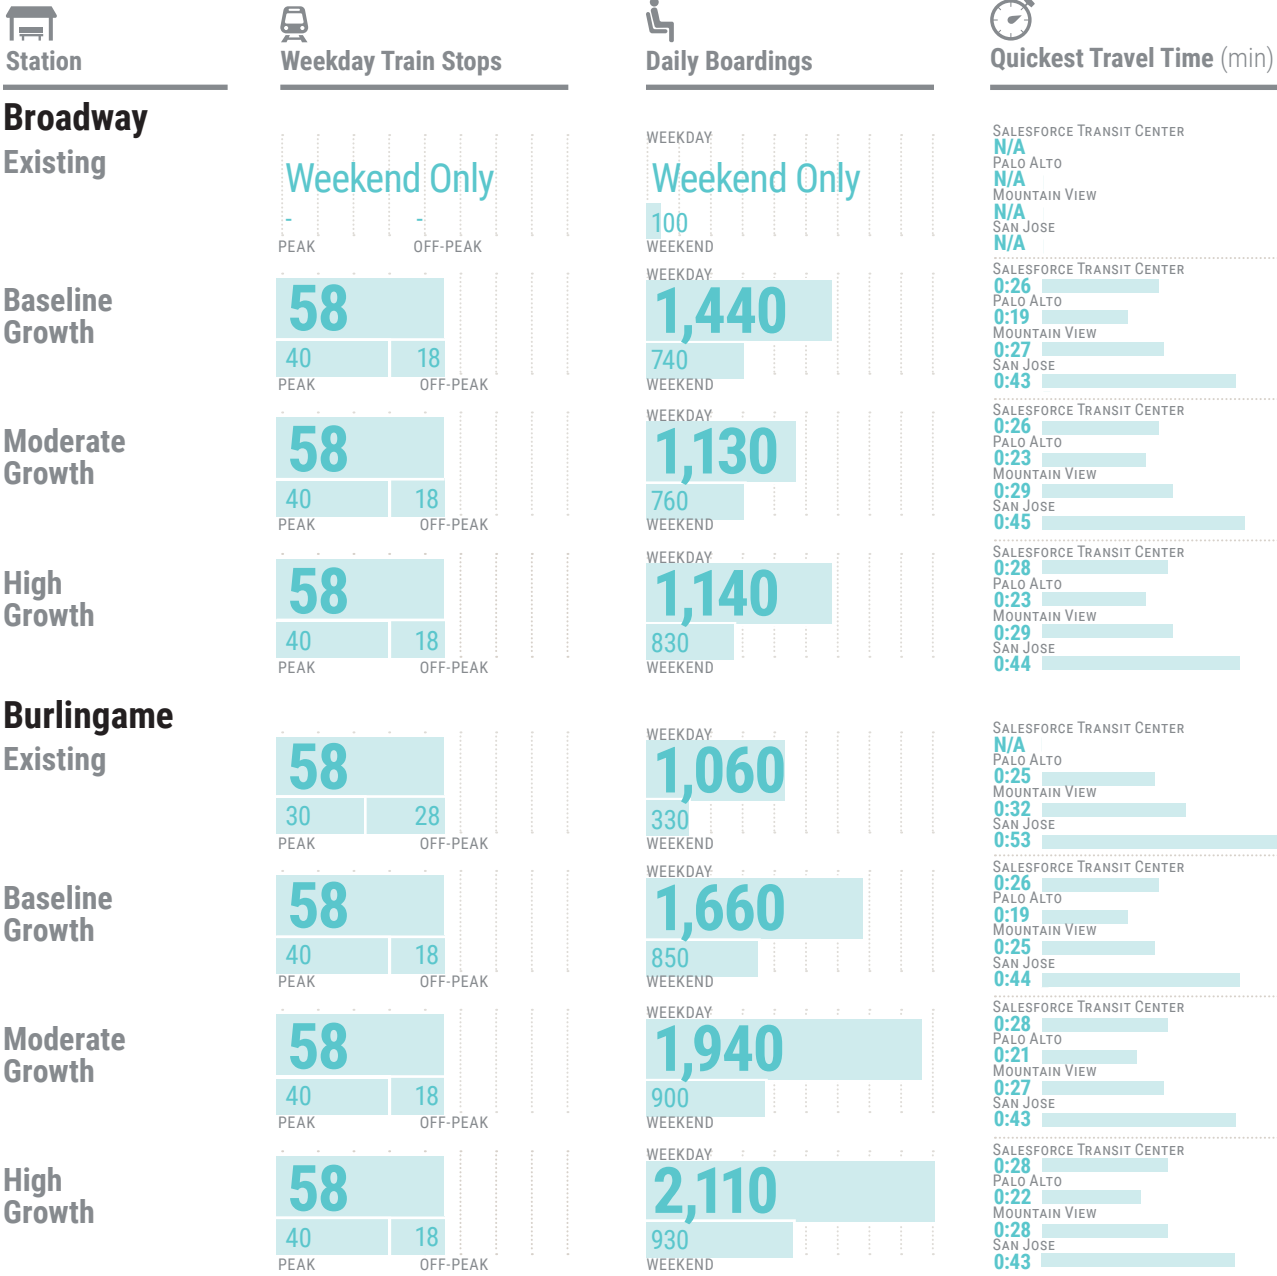 Station
Weekday Train Stops
Daily Boardings
Quickest Travel Time (min)
Broadway
Existing
Weekend Only
- -
PEAK OFF-PEAK
WEEKDAY
Weekend Only
100
WEEKEND
SALESFORCE TRANSIT CENTER
N/A
PALO ALTO
N/A
MOUNTAIN VIEW
N/A
SAN JOSE
N/A
Baseline
Growth
58
40 18
PEAK OFF-PEAK
WEEKDAY
1,440
740
WEEKEND
SALESFORCE TRANSIT CENTER
0:26
PALO ALTO
0:19
MOUNTAIN VIEW
0:27
SAN JOSE
0:43
Moderate
Growth
58
40 18
PEAK OFF-PEAK
WEEKDAY
1,130
760
WEEKEND
SALESFORCE TRANSIT CENTER
0:26
PALO ALTO
0:23
MOUNTAIN VIEW
0:29
SAN JOSE
0:45
High
Growth
58
40 18
PEAK OFF-PEAK
WEEKDAY
1,140
830
WEEKEND
SALESFORCE TRANSIT CENTER
0:28
PALO ALTO
0:23
MOUNTAIN VIEW
0:29
SAN JOSE
0:44
Burlingame
Existing
58
30 28
PEAK OFF-PEAK
WEEKDAY
1,060
330
WEEKEND
SALESFORCE TRANSIT CENTER
N/A
PALO ALTO
0:25
MOUNTAIN VIEW
0:32
SAN JOSE
0:53
Baseline
Growth
58
40 18
PEAK OFF-PEAK
WEEKDAY
1,660
850
WEEKEND
SALESFORCE TRANSIT CENTER
0:26
PALO ALTO
0:19
MOUNTAIN VIEW
0:25
SAN JOSE
0:44
Moderate
Growth
58
40 18
PEAK OFF-PEAK
WEEKDAY
1,940
900
WEEKEND
SALESFORCE TRANSIT CENTER
0:28
PALO ALTO
0:21
MOUNTAIN VIEW
0:27
SAN JOSE
0:43
High
Growth
58
40 18
PEAK OFF-PEAK
WEEKDAY
2,110
930
WEEKEND
SALESFORCE TRANSIT CENTER
0:28
PALO ALTO
0:22
MOUNTAIN VIEW
0:28
SAN JOSE
0:43